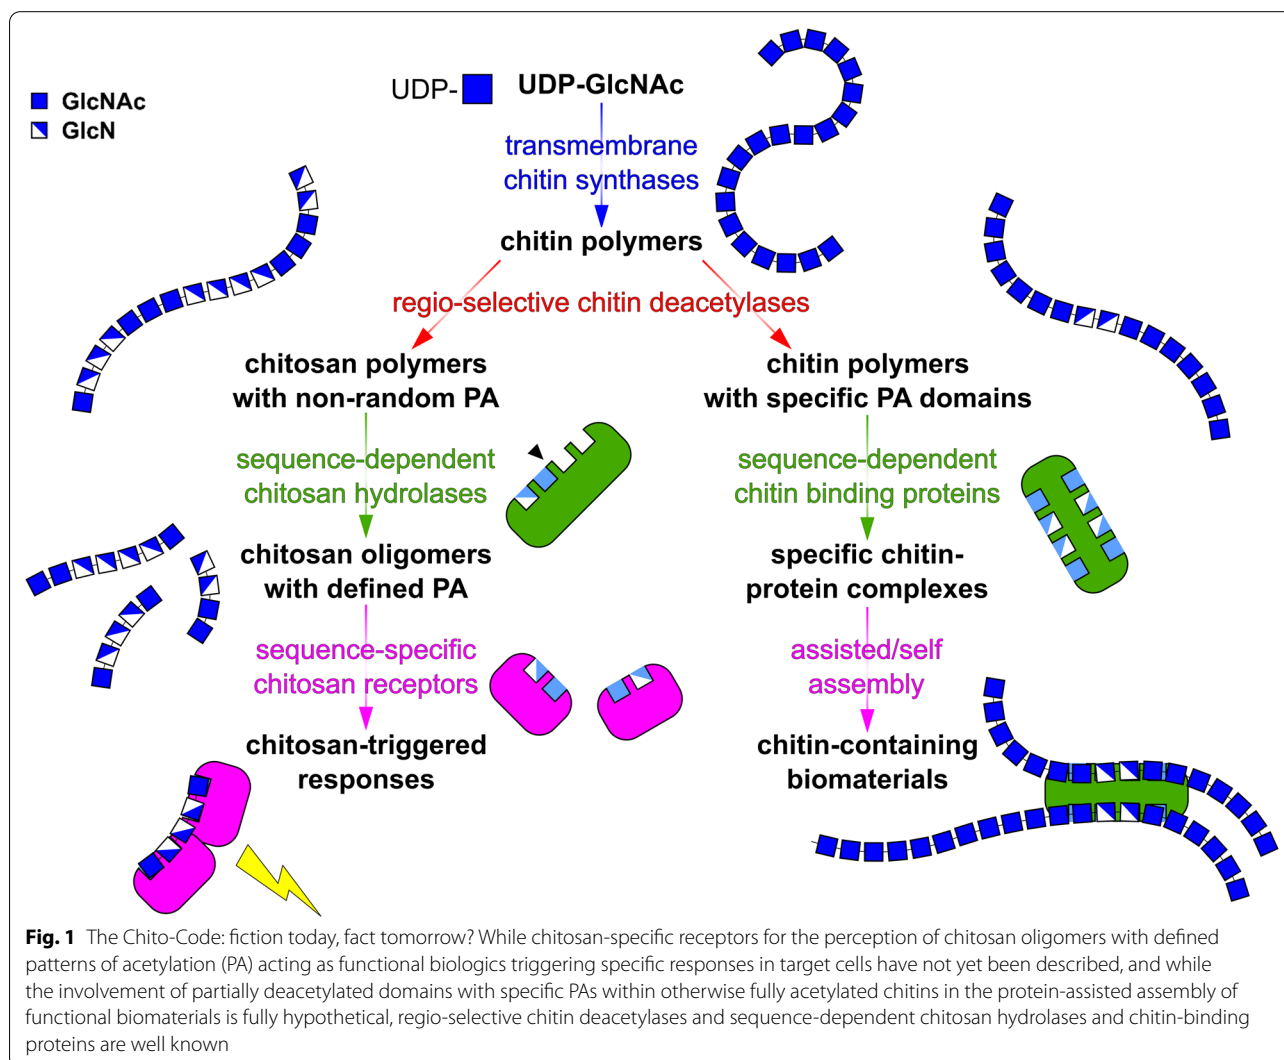 UDP- UDP-GlcNAc
GlcNAc
GlcN
transmembrane
chitin synthases
chitin polymers
regio-selective chitin deacetylases
chitosan polymers
with non-random PA
chitin polymers
with specific PA domains
sequence-dependent
chitosan hydrolases
sequence-dependent
chitin binding proteins
chitosan oligomers
with defined PA
specific chitin-
protein complexes
sequence-specific
chitosan receptors
assisted/self
assembly
chitosan-triggered
responses
chitin-containing
biomaterials
Fig. 1 The Chito-Code: fiction today, fact tomorrow? While chitosan-specific receptors for the perception of chitosan oligomers with defined
patterns of acetylation (PA) acting as functional biologics triggering specific responses in target cells have not yet been described, and while
the involvement of partially deacetylated domains with specific PAs within otherwise fully acetylated chitins in the protein-assisted assembly of
functional biomaterials is fully hypothetical, regio-selective chitin deacetylases and sequence-dependent chitosan hydrolases and chitin-binding
proteins are well known